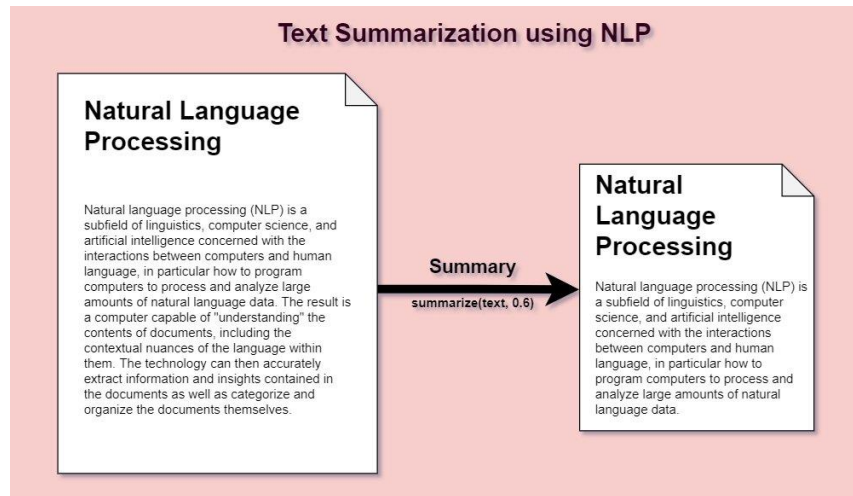 Text Summarization using NLP
Natural Language
Processing
Natural language processing (NLP) is a
subfield of linguistics, computer science, and
artificial intelligence concerned with the
interactions between computers and human
language, in particular how to program
computers to process and analyze large
amounts of natural language data. The result is
a computer capable of "understanding" the
contents of documents, including the
contextual nuances of the language within
them. The technology can then accurately
extract information and insights contained in
the documents as well as categorize and
organize the documents themselves.
Summary
summarize(text, 0.6)
Natural
Language
Processing
Natural language processing (NLP) is
a subfield of linguistics, computer
science, and artificial intelligence
concerned with the interactions
between computers and human
language, in particular how to
program computers to process and
analyze large amounts of natural
language data.